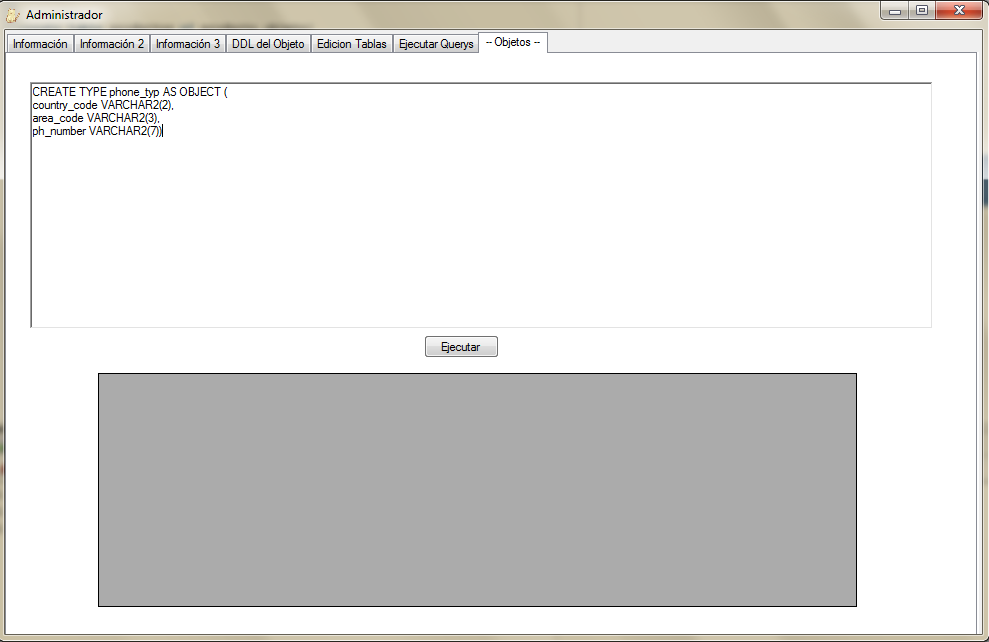 Administrador
Información Información 2 Información 3 DDL del Objeto Edicion Tablas Ejecutar Querys -- Objetos --
CREATE TYPE phone_typ AS OBJECT (
country_code VARCHAR2(2),
area_code VARCHAR2(3),
ph_number VARCHAR2(7))
Ejecutar